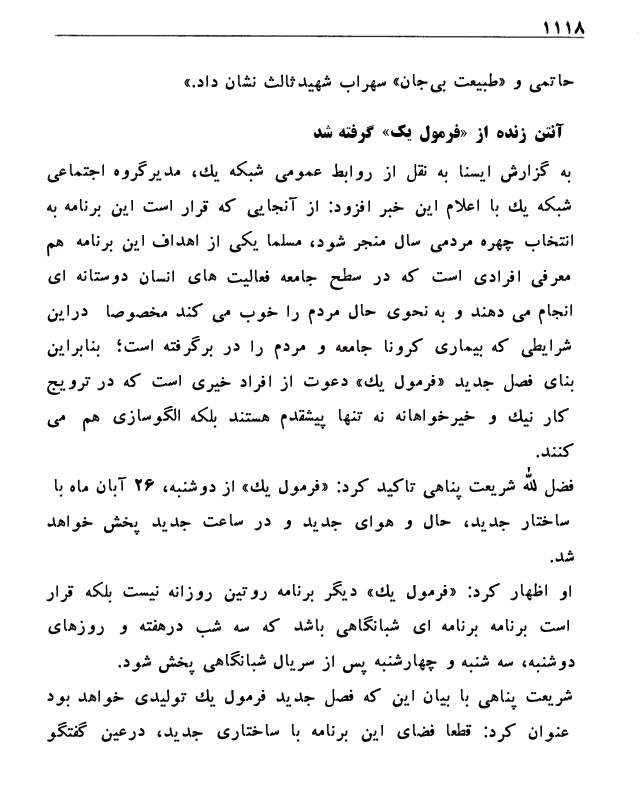 ۱۱۱۸
حاتمی و «طبیعت بی‌جان» سهراب شهیدثالث نشان داد.»
آنتن زنده از «فرمول یک» گرفته شد
به گزارش ایسنا به نقل از روابط عمومی شبکه یك، مدیرگروه اجتماعی
شبکه یك با اعلام این خبر افزود: از آنجایی که قرار است این برنامه به
انتخاب چهره مردمی سال منجر شود، مسلما یکی از اهداف این برنامه هم
معرفی افرادی است که در سطح جامعه فعالیت های انسان دوستانه ای
انجام می دهند و به نحوی حال مردم را خوب می کند مخصوصا دراین
شرایطی که بیماری کرونا جامعه و مردم را در برگرفته است؛ بنابراین
بنای فصل جدید «فرمول یك» دعوت از افراد خیری است که در ترویج
کار نیك و خیرخواهانه نه تنها پیشقدم هستند بلکه الگوسازی هم می
کنند.
فضل لله شریعت پناهی تاکید کرد: «فرمول یك» از دوشنبه، ۲۶ آبان ماه با
ساختار جدید، حال و هوای جدید و در ساعت جدید پخش خواهد
شد.
او اظهار کرد: «فرمول یك» دیگر برنامه روتین روزانه نیست بلکه قرار
است برنامه برنامه ای شبانگاهی باشد که سه شب درهفته و روزهای
دوشنبه، سه شنبه و چهارشنبه پس از سریال شبانگاهی پخش شود.
شریعت پناهی با بیان این که فصل جدید فرمول یك تولیدی خواهد بود
عنوان کرد: قطعا فضای این برنامه با ساختاری جدید، درعین گفتگو